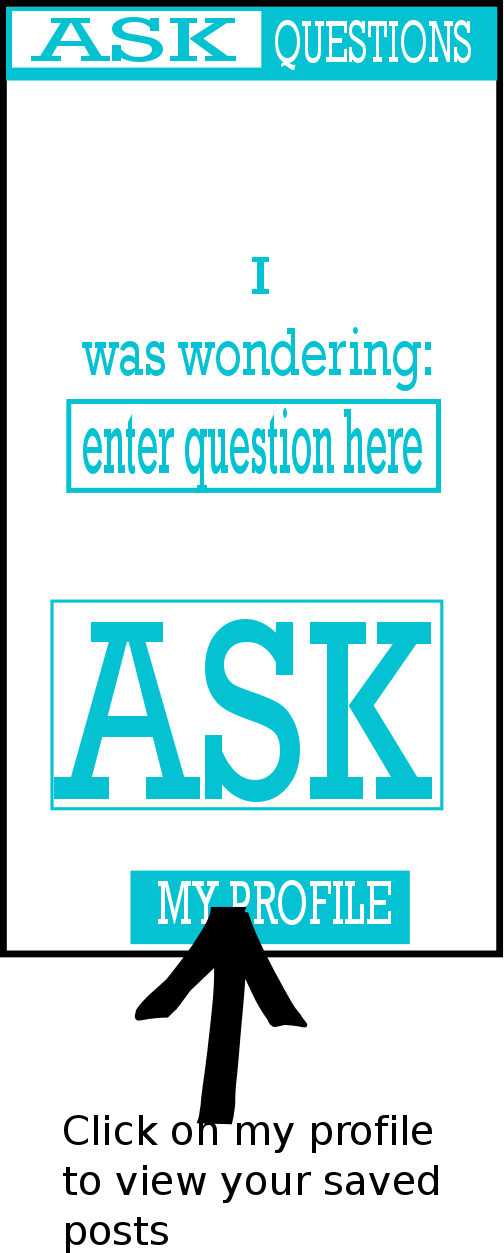 ASK QUESTIONS
I
was wondering:
enter question here
ASK
MY PROFILE
Click on my profile
to view your saved
posts